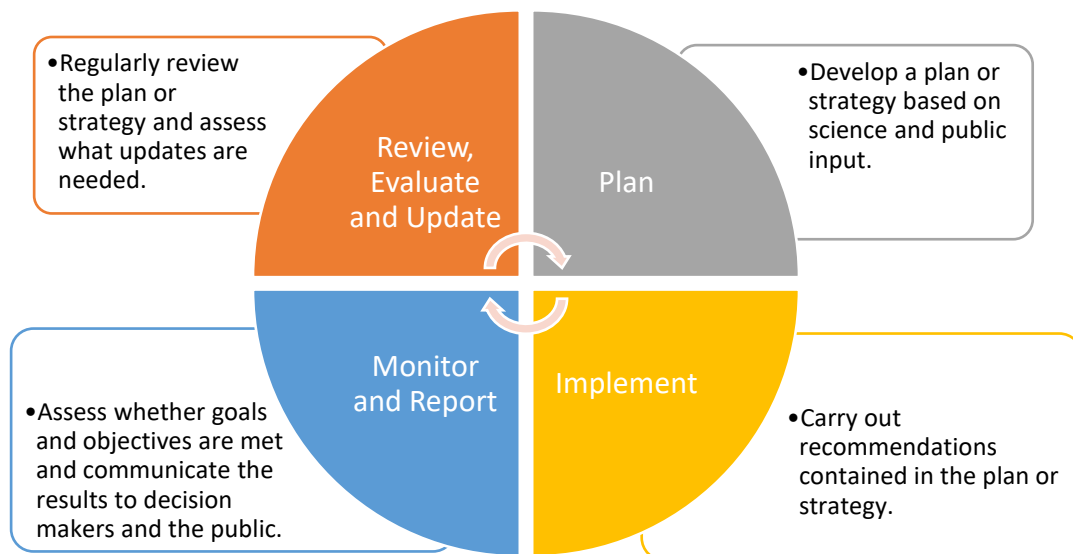 •Regularly review
the plan or
strategy and assess
what updates are
needed.
Review,
Evaluate
and Update
Plan
•Develop a plan or
strategy based on
science and public
input.
•Assess whether goals
and objectives are met
and communicate the
results to decision
makers and the public.
Monitor
and Report
Implement
•Carry out
recommendations
contained in the plan or
strategy.